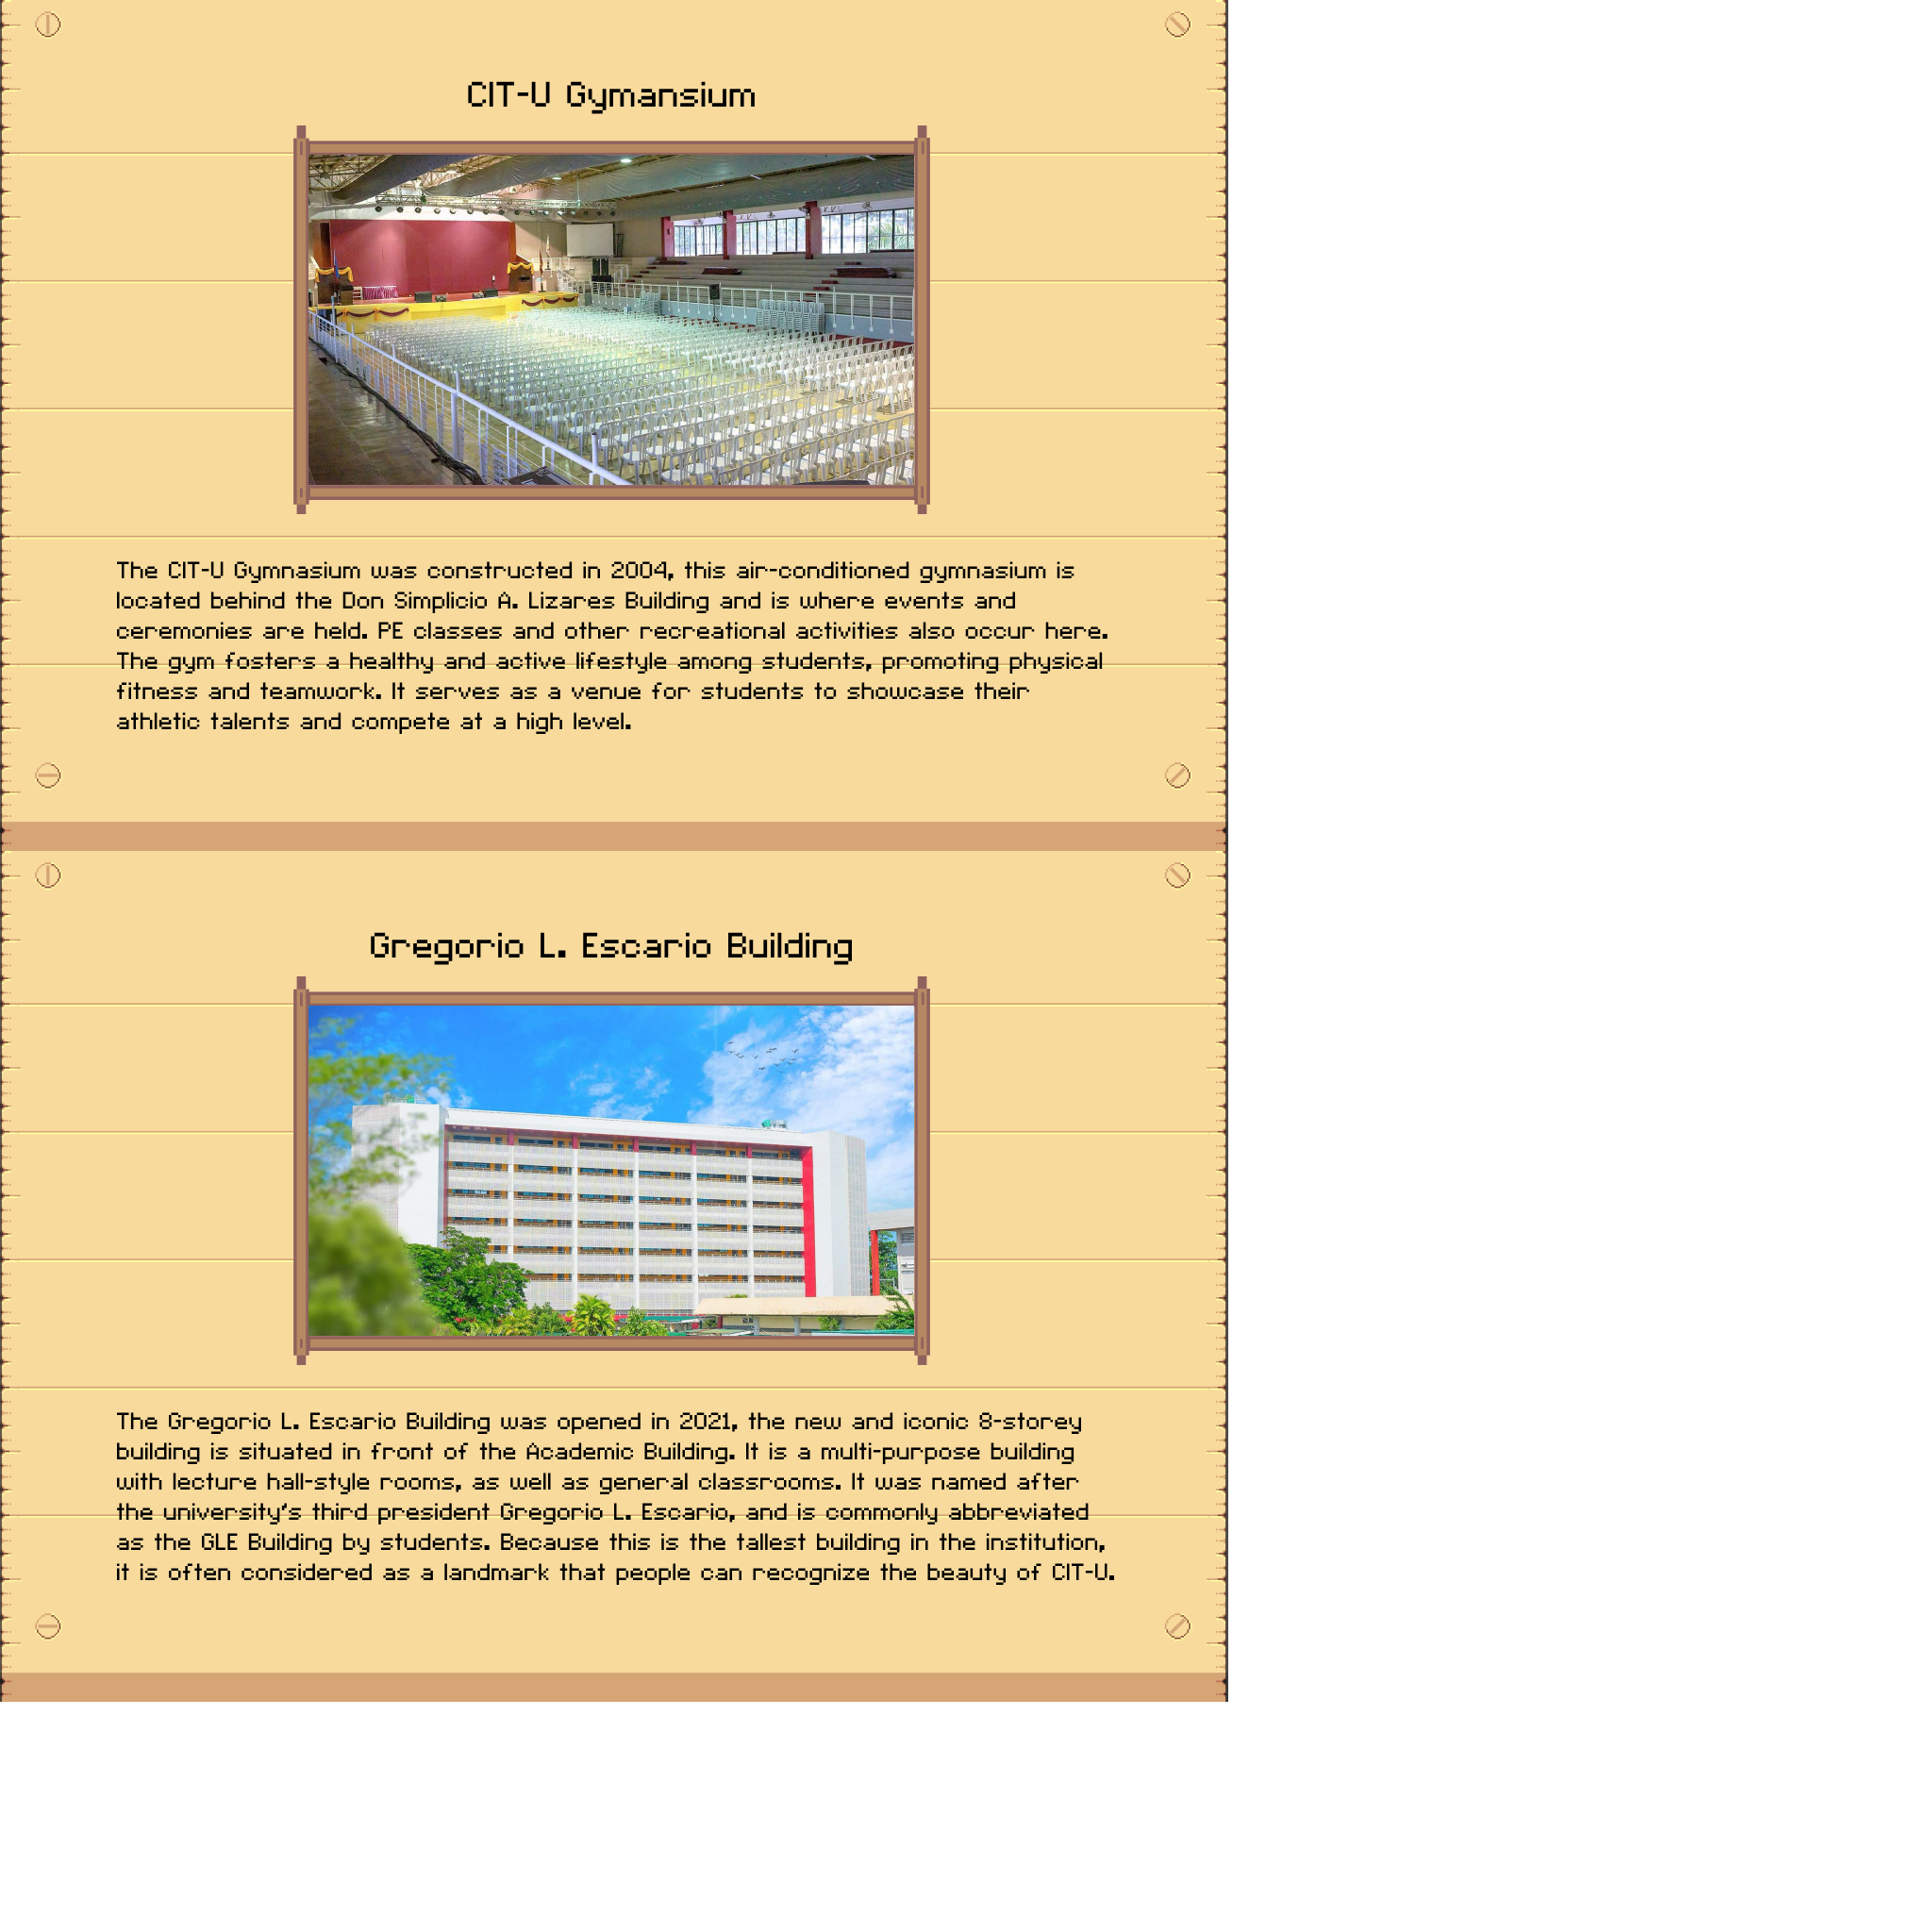 CIT-U Gymansium
The CIT-U Gymnasium was constructed in 2004, this air-conditioned gymnasium is
located behind the Don Simplicio A. Lizares Building and is where events and
ceremonies are held. PE classes and other recreational activities also occur here.
The gym fosters a healthy and active lifestyle among students, promoting physical
fitness and teamwork. It serves as a venue for students to showcase their
athletic talents and compete at a high level.
Gregorio L. Escario Building
The Gregorio L. Escario Building was opened in 2021, the new and iconic 8-storey
building is situated in front of the Academic Building. It is a multi-purpose building
with lecture hall-style rooms, as well as general classrooms. It was named after
the university's third president Gregorio L. Escario, and is commonly abbreviated
as the GLE Building by students. Because this is the tallest building in the institution,
it is often considered as a landmark that people can recognize the beauty of CIT-U.